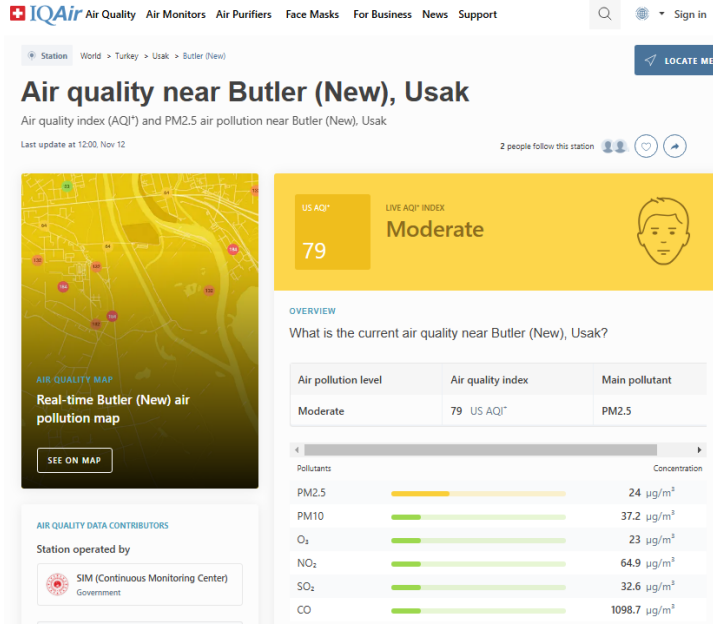 IQAir Air Quality Air Monitors Air Purifiers Face Masks For Business News Support Sign in
Station World > Turkey > Usak > Butler (New)
LOCATE ME
Air quality near Butler (New), Usak
Air quality index (AQI⁺) and PM2.5 air pollution near Butler (New), Usak
Last update at 12:00, Nov 12
2 people follow this station
US AQI⁺
79
LIVE AQI⁺ INDEX
Moderate
AIR QUALITY MAP
Real-time Butler (New) air
pollution map
SEE ON MAP
OVERVIEW
What is the current air quality near Butler (New), Usak?
Air pollution level Air quality index Main pollutant
Moderate 79 US AQI⁺ PM2.5
Pollutants Concentration
PM2.5 24 µg/m³
PM10 37.2 µg/m³
O₃ 23 µg/m³
NO₂ 64.9 µg/m³
SO₂ 32.6 µg/m³
CO 1098.7 µg/m³
AIR QUALITY DATA CONTRIBUTORS
Station operated by
SIM (Continuous Monitoring Center)
Government